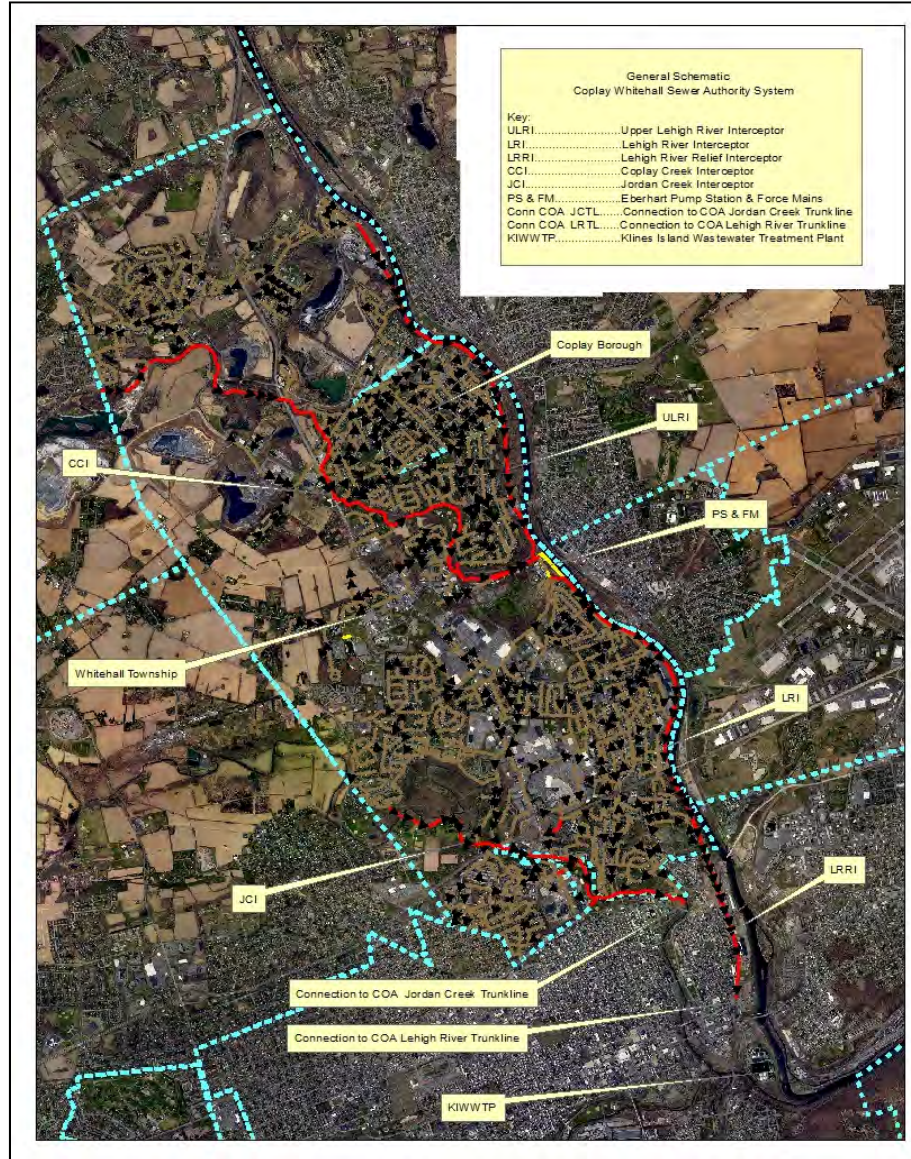 General Schematic
Coplay Whitehall Sewer Authority System
Key:
ULRI..........................Upper Lehigh River Interceptor
LRI.............................Lehigh River Interceptor
LRRI...........................Lehigh River Relief Interceptor
CCI.............................Coplay Creek Interceptor
JCI..............................Jordan Creek Interceptor
PS & FM....................Eberhart Pump Station & Force Mains
Conn COA JCTL......Connection to COA Jordan Creek Trunkline
Conn COA LRTL.....Connection to COA Lehigh River Trunkline
KIWWTP...................Klines Island Wastewater Treatment Plant
Coplay Borough
ULRI
CCI
PS & FM
Whitehall Township
LRI
LRRI
JCI
Connection to COA Jordan Creek Trunkline
Connection to COA Lehigh River Trunkline
KIWWTP